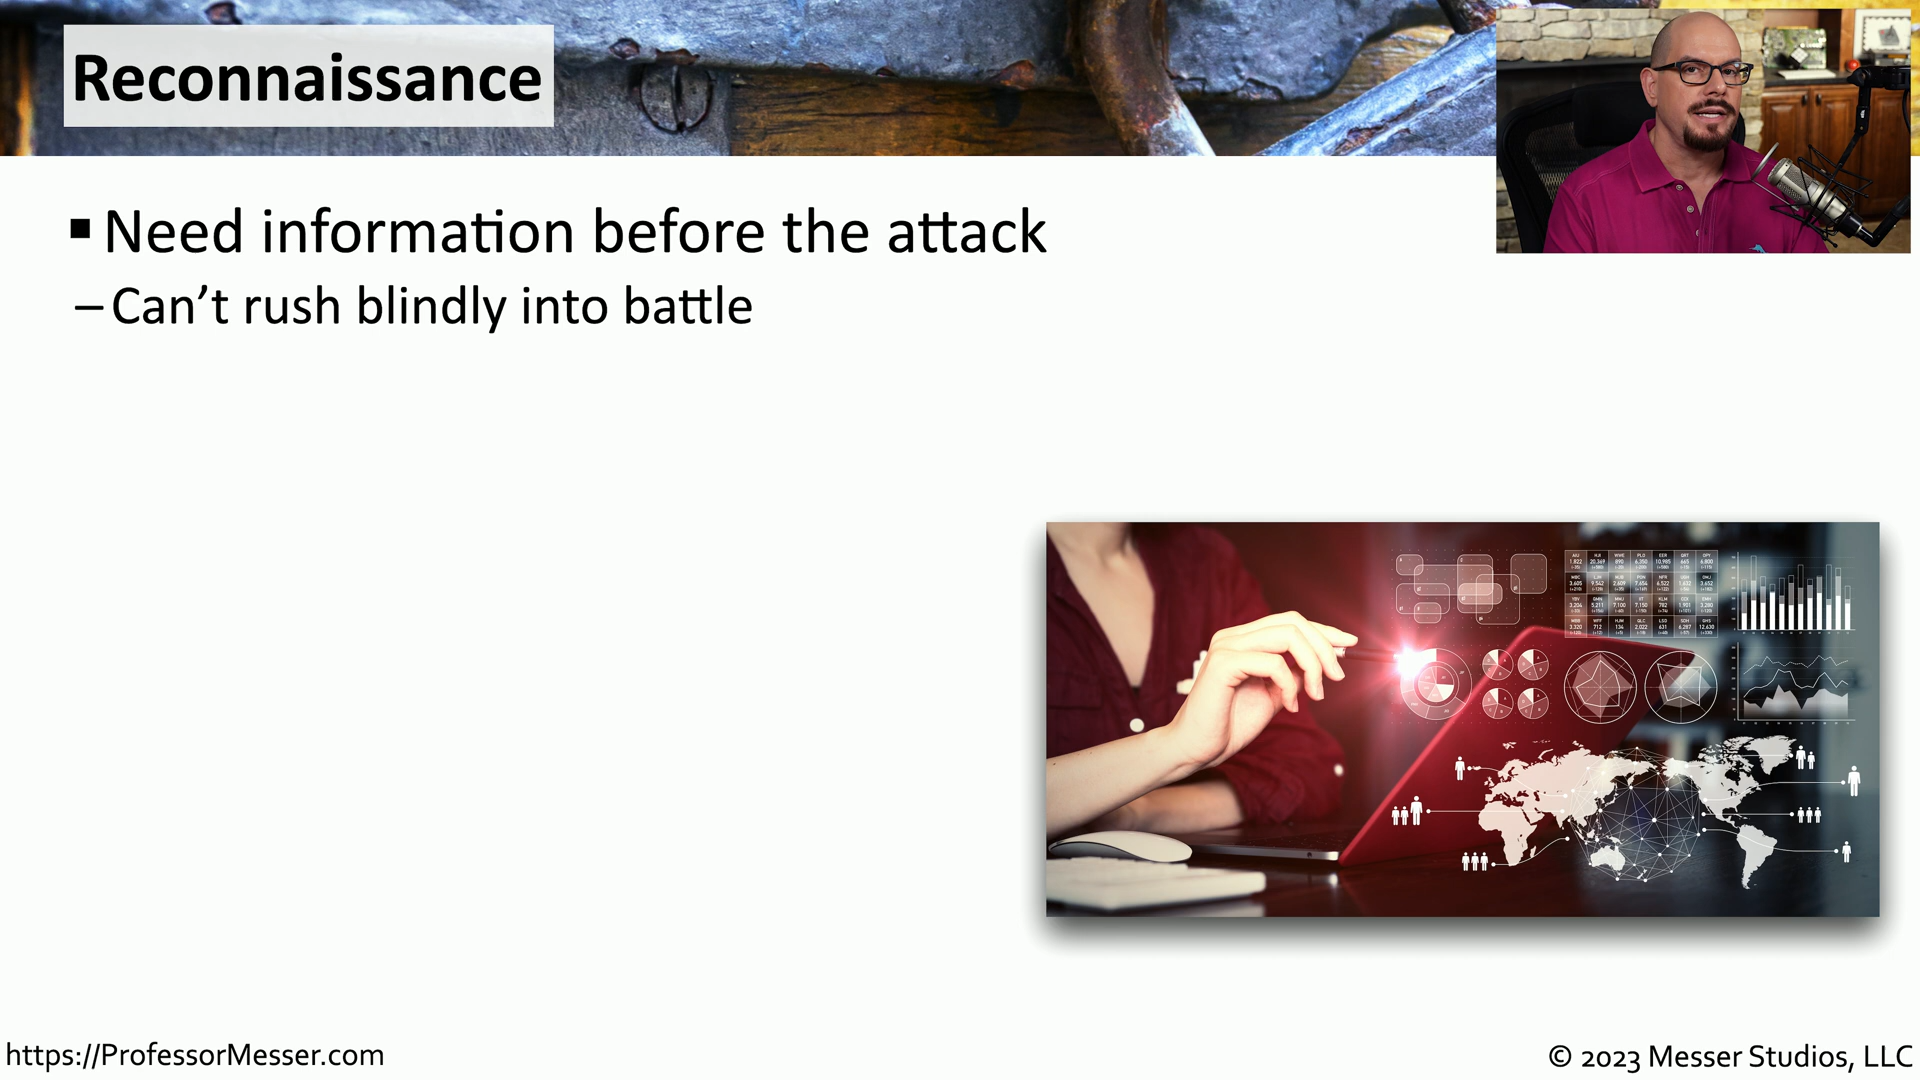 Reconnaissance
Need information before the attack
Can't rush blindly into battle
https://ProfessorMesser.com
© 2023 Messer Studios, LLC